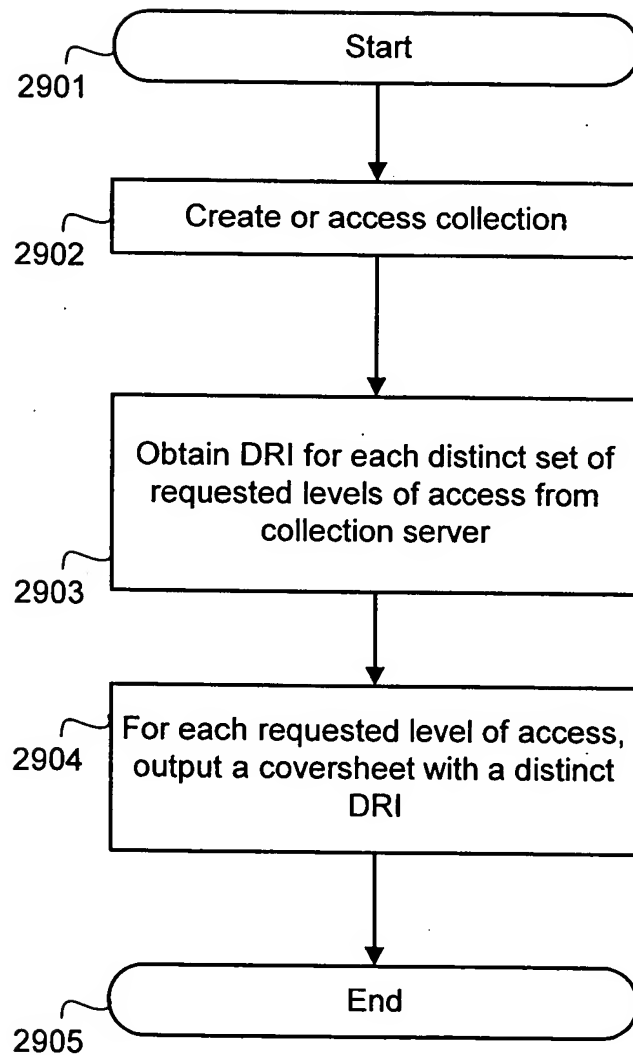 Start
2901
Create or access collection
2902
Obtain DRI for each distinct set of
requested levels of access from
collection server
2903
For each requested level of access,
output a coversheet with a distinct
DRI
2904
End
2905